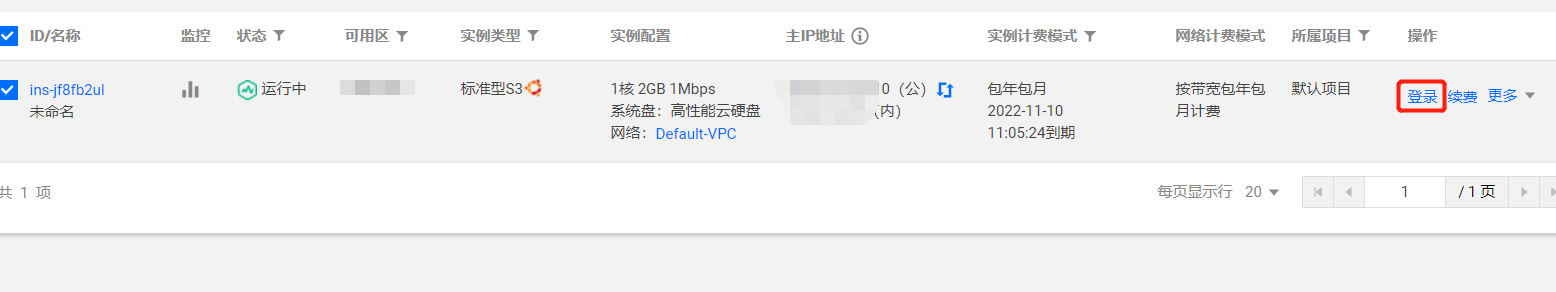 ID/名称 监控 状态 可用区 实例类型 实例配置 主IP地址 实例计费模式 网络计费模式 所属项目 操作
ins-jf8fb2ul
未命名
运行中
标准型S3
1核 2GB 1Mbps
系统盘：高性能云硬盘
网络：Default-VPC
10（公）
（内）
包年包月
2022-11-10
11:05:24到期
按带宽包年包
月计费
默认项目
登录 续费 更多
共 1 项
每页显示行 20
1 / 1 页